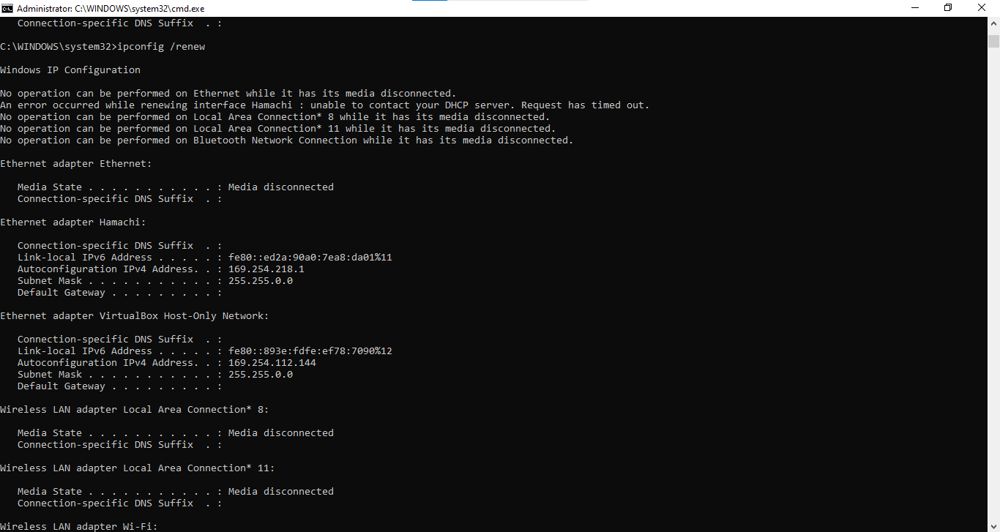 Administrator: C:\WINDOWS\system32\cmd.exe
Connection-specific DNS Suffix  . :
C:\WINDOWS\system32>ipconfig /renew
Windows IP Configuration
No operation can be performed on Ethernet while it has its media disconnected.
An error occurred while renewing interface Hamachi : unable to contact your DHCP server. Request has timed out.
No operation can be performed on Local Area Connection* 8 while it has its media disconnected.
No operation can be performed on Local Area Connection* 11 while it has its media disconnected.
No operation can be performed on Bluetooth Network Connection while it has its media disconnected.
Ethernet adapter Ethernet:
Media State . . . . . . . . . . . : Media disconnected
Connection-specific DNS Suffix  . :
Ethernet adapter Hamachi:
Connection-specific DNS Suffix  . :
Link-local IPv6 Address . . . . . : fe80::ed2a:90a0:7ea8:da01%11
Autoconfiguration IPv4 Address. . : 169.254.218.1
Subnet Mask . . . . . . . . . . . : 255.255.0.0
Default Gateway . . . . . . . . . :
Ethernet adapter VirtualBox Host-Only Network:
Connection-specific DNS Suffix  . :
Link-local IPv6 Address . . . . . : fe80::893e:fdfe:ef78:7090%12
Autoconfiguration IPv4 Address. . : 169.254.112.144
Subnet Mask . . . . . . . . . . . : 255.255.0.0
Default Gateway . . . . . . . . . :
Wireless LAN adapter Local Area Connection* 8:
Media State . . . . . . . . . . . : Media disconnected
Connection-specific DNS Suffix  . :
Wireless LAN adapter Local Area Connection* 11:
Media State . . . . . . . . . . . : Media disconnected
Connection-specific DNS Suffix  . :
Wireless LAN adapter Wi-Fi: